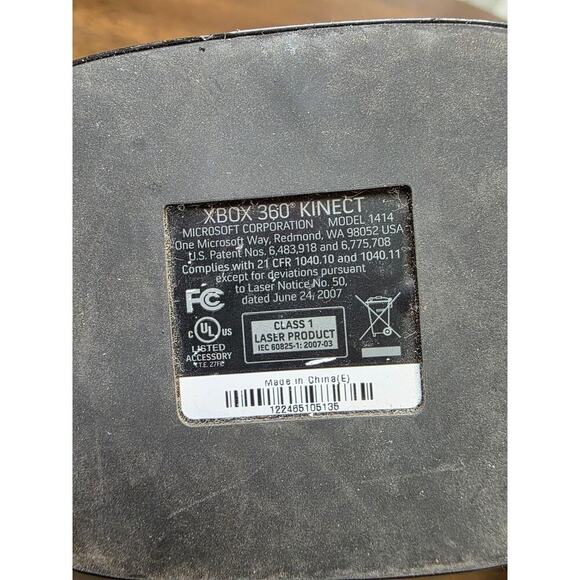 XBOX 360® KINECT
MICROSOFT CORPORATION MODEL 1414
One Microsoft Way, Redmond, WA 98052 USA
U.S. Patent Nos. 6,483,918 and 6,775,708
Complies with 21 CFR 1040.10 and 1040.11
except for deviations pursuant
to Laser Notice No. 50,
dated June 24, 2007
FC
C UL US
LISTED
ACCESSORY
I.T.E. 27FC
CLASS 1
LASER PRODUCT
IEC 60825-1: 2007-03
Made in China(E)
122465105135